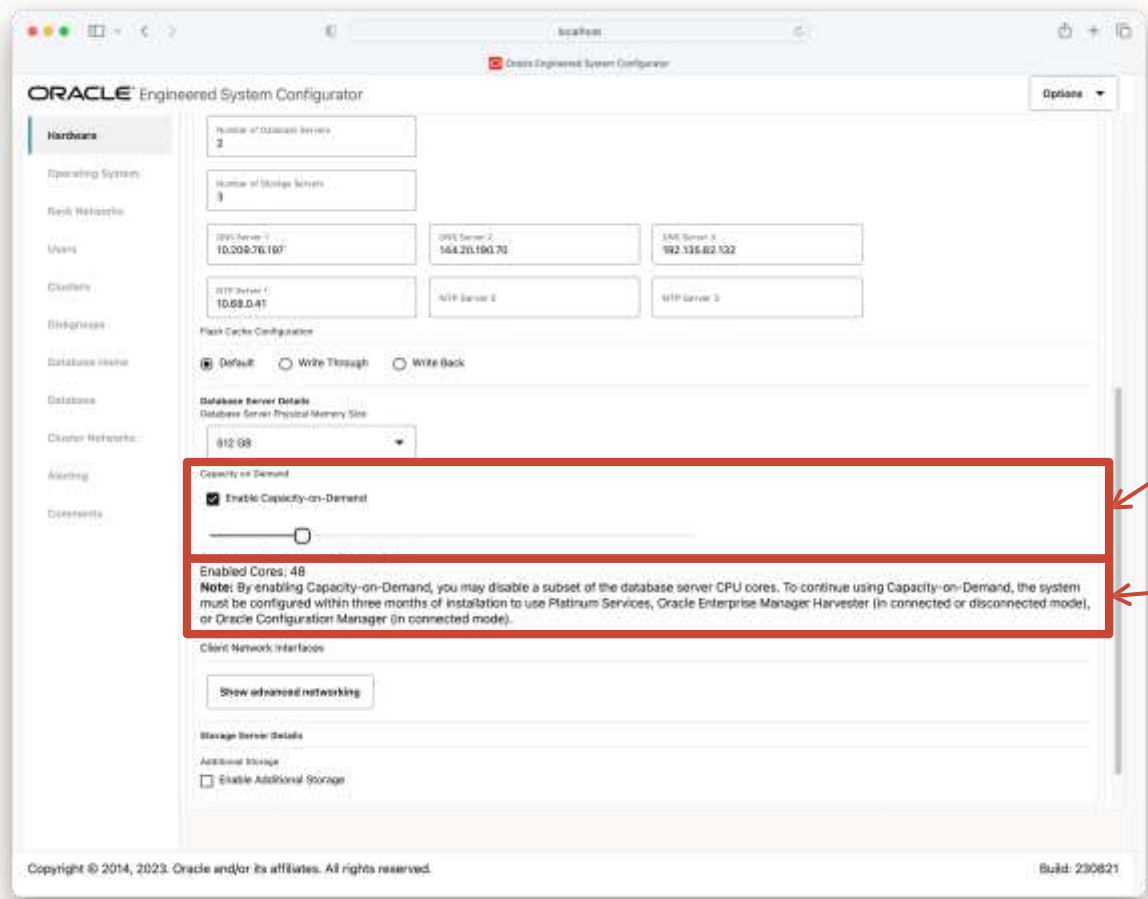 localhost
Oracle Engineered System Configurator
ORACLE Engineered System Configurator
Options
Hardware
Operating System
Rack Networks
Users
Clusters
Diskgroups
Database Home
Database
Cluster Networks
Alerting
Comments
Number of Database Servers
2
Number of Storage Servers
3
DNS Server 1
10.209.76.197
DNS Server 2
144.20.190.70
DNS Server 3
192.135.82.132
NTP Server 1
10.68.0.41
NTP Server 2
NTP Server 3
Flash Cache Configuration
Default Write Through Write Back
Database Server Details
Database Server Physical Memory Size
512 GB
Capacity on Demand
Enable Capacity-on-Demand
Enabled Cores: 48
Note: By enabling Capacity-on-Demand, you may disable a subset of the database server CPU cores. To continue using Capacity-on-Demand, the system
must be configured within three months of installation to use Platinum Services, Oracle Enterprise Manager Harvester (in connected or disconnected mode),
or Oracle Configuration Manager (in connected mode).
Client Network Interfaces
Show advanced networking
Storage Server Details
Additional Storage
Enable Additional Storage
Copyright © 2014, 2023. Oracle and/or its affiliates. All rights reserved.
Build: 230821